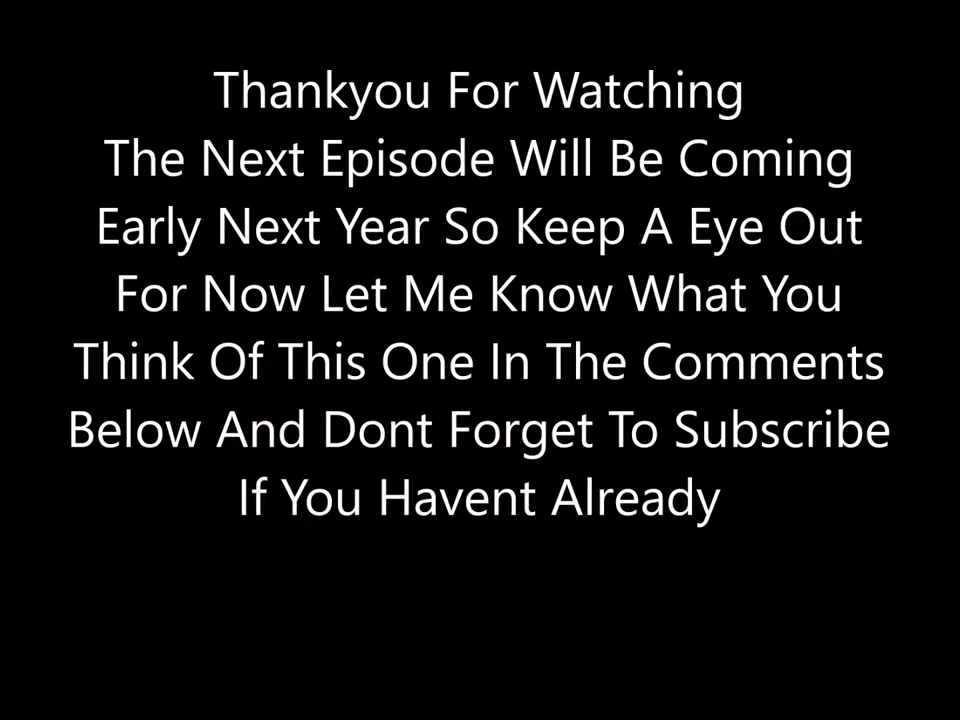 Thankyou For Watching
The Next Episode Will Be Coming
Early Next Year So Keep A Eye Out
For Now Let Me Know What You
Think Of This One In The Comments
Below And Dont Forget To Subscribe
If You Havent Already